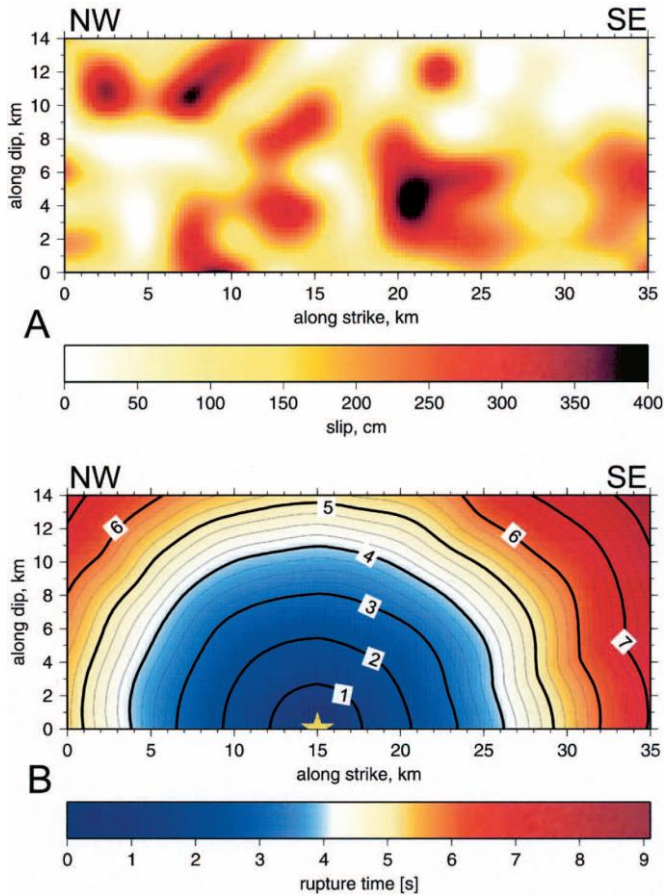 NW SE
14
12
10
8
6
4
2
0
along dip, km
0 5 10 15 20 25 30 35
along strike, km
A
0 50 100 150 200 250 300 350 400
slip, cm
NW SE
14
12
10
8
6
4
2
0
along dip, km
6 5 6
4
3
7
2
1
0 5 10 15 20 25 30 35
along strike, km
B
0 1 2 3 4 5 6 7 8 9
rupture time [s]